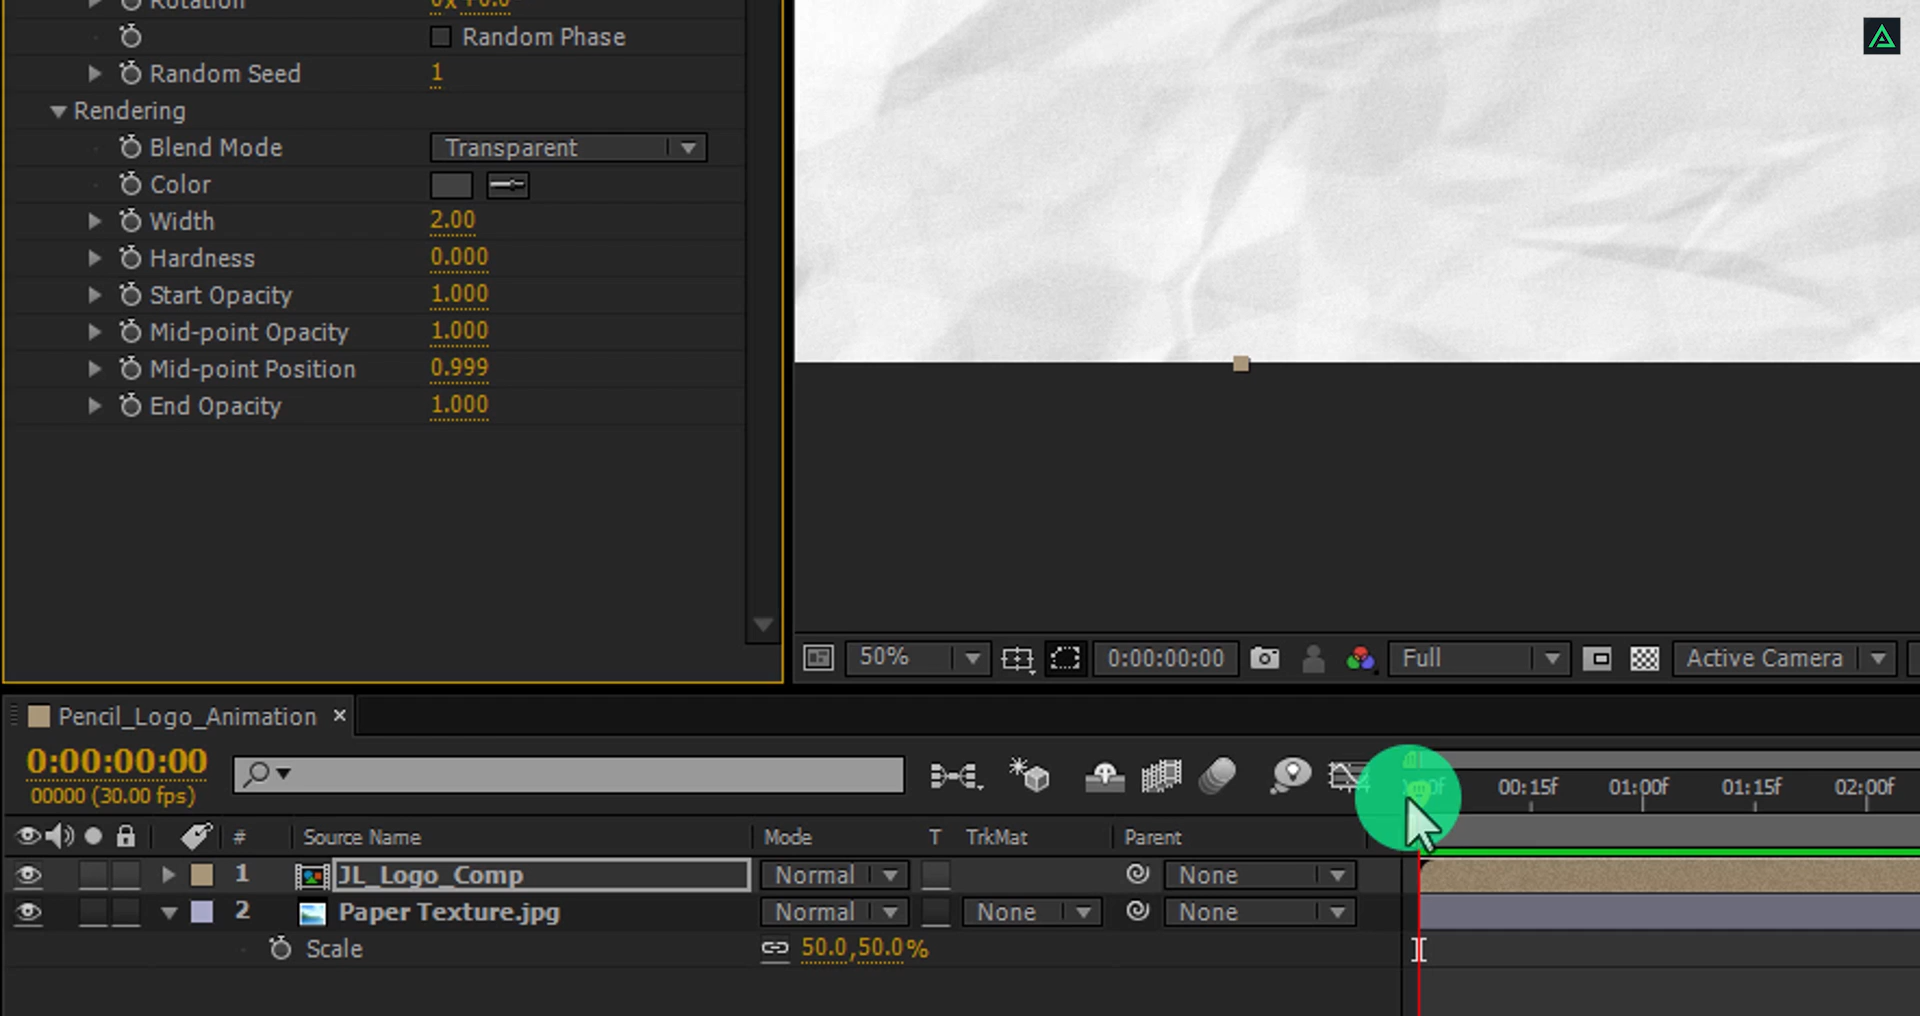 Rotation
Random Phase
Random Seed 1
Rendering
Blend Mode Transparent
Color
Width 2.00
Hardness 0.000
Start Opacity 1.000
Mid-point Opacity 1.000
Mid-point Position 0.999
End Opacity 1.000
50% 0:00:00:00 Full Active Camera
Pencil_Logo_Animation ×
0:00:00:00
00000 (30.00 fps)
00:15f 01:00f 01:15f 02:00f
# Source Name Mode T TrkMat Parent
1 JL_Logo_Comp Normal None
2 Paper Texture.jpg Normal None None
Scale 50.0,50.0%